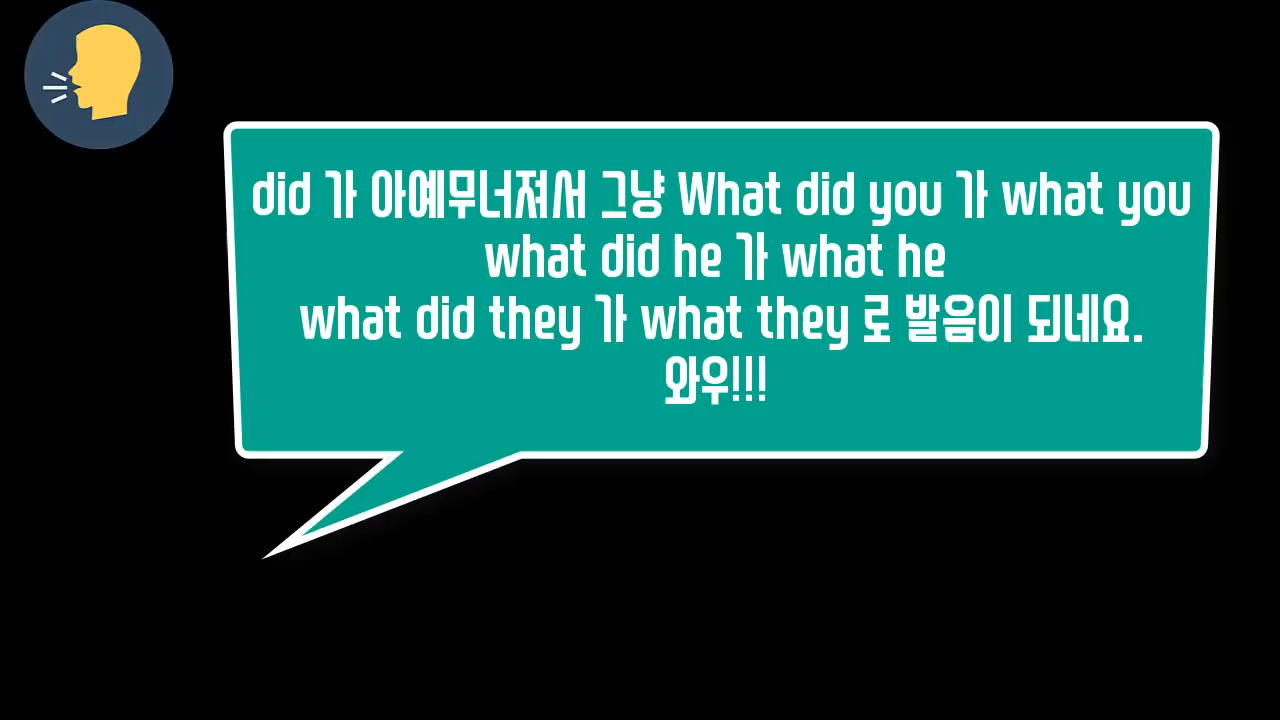 did 가 아예무너져서 그냥 What did you 가 what you
what did he 가 what he
what did they 가 what they 로 발음이 되네요.
와우!!!